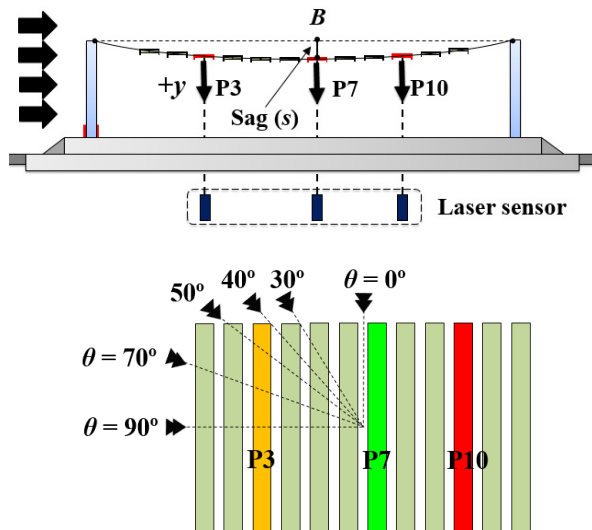 B
+y P3 P7 P10
Sag (s)
Laser sensor
50º 40º 30º θ = 0º
θ = 70º
θ = 90º
P3 P7 P10